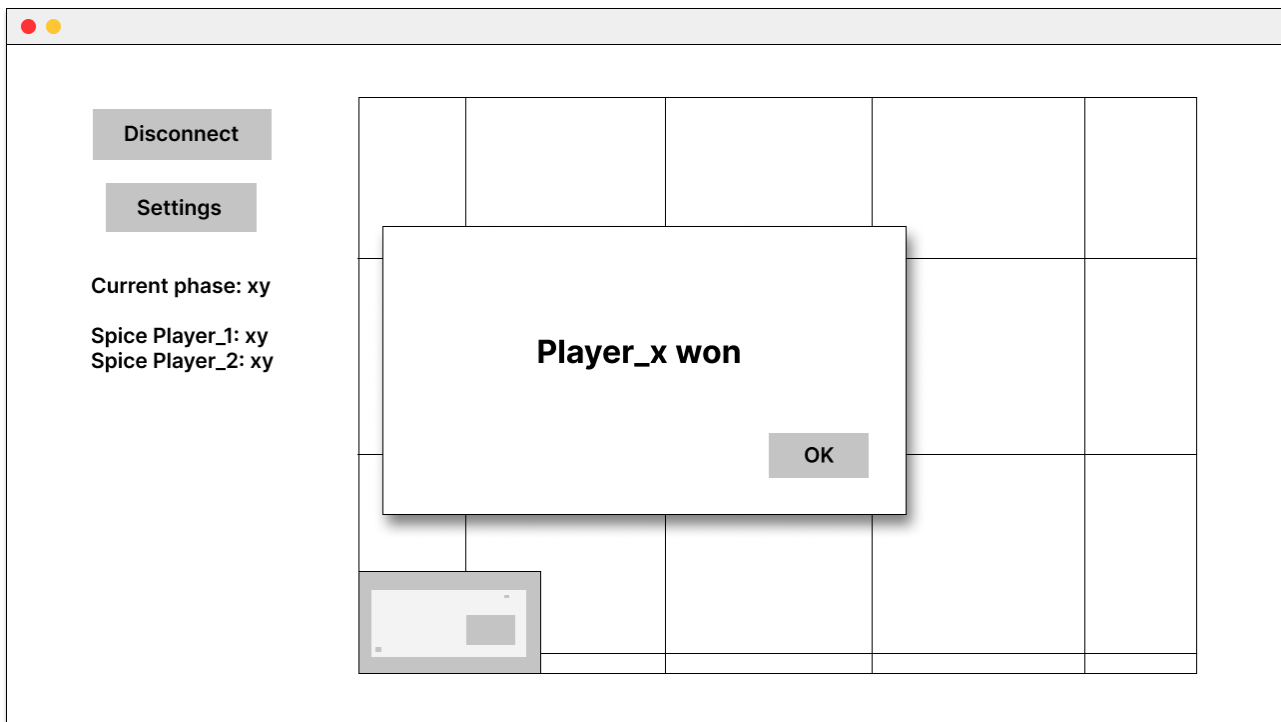 Disconnect
Settings
Current phase: xy
Spice Player_1: xy
Spice Player_2: xy
Player_x won
OK